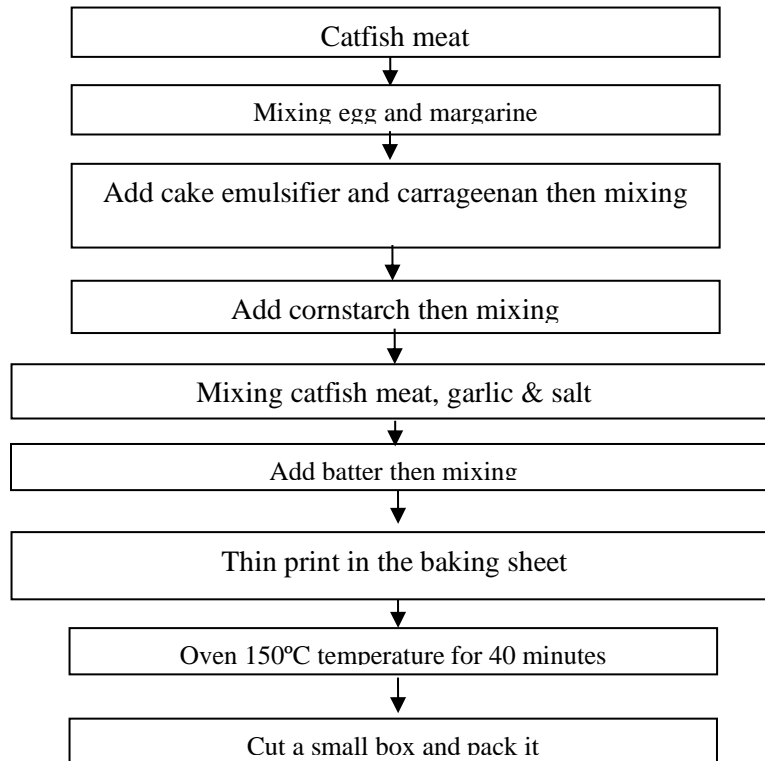 Catfish meat
Mixing egg and margarine
Add cake emulsifier and carrageenan then mixing
Add cornstarch then mixing
Mixing catfish meat, garlic & salt
Add batter then mixing
Thin print in the baking sheet
Oven 150ºC temperature for 40 minutes
Cut a small box and pack it